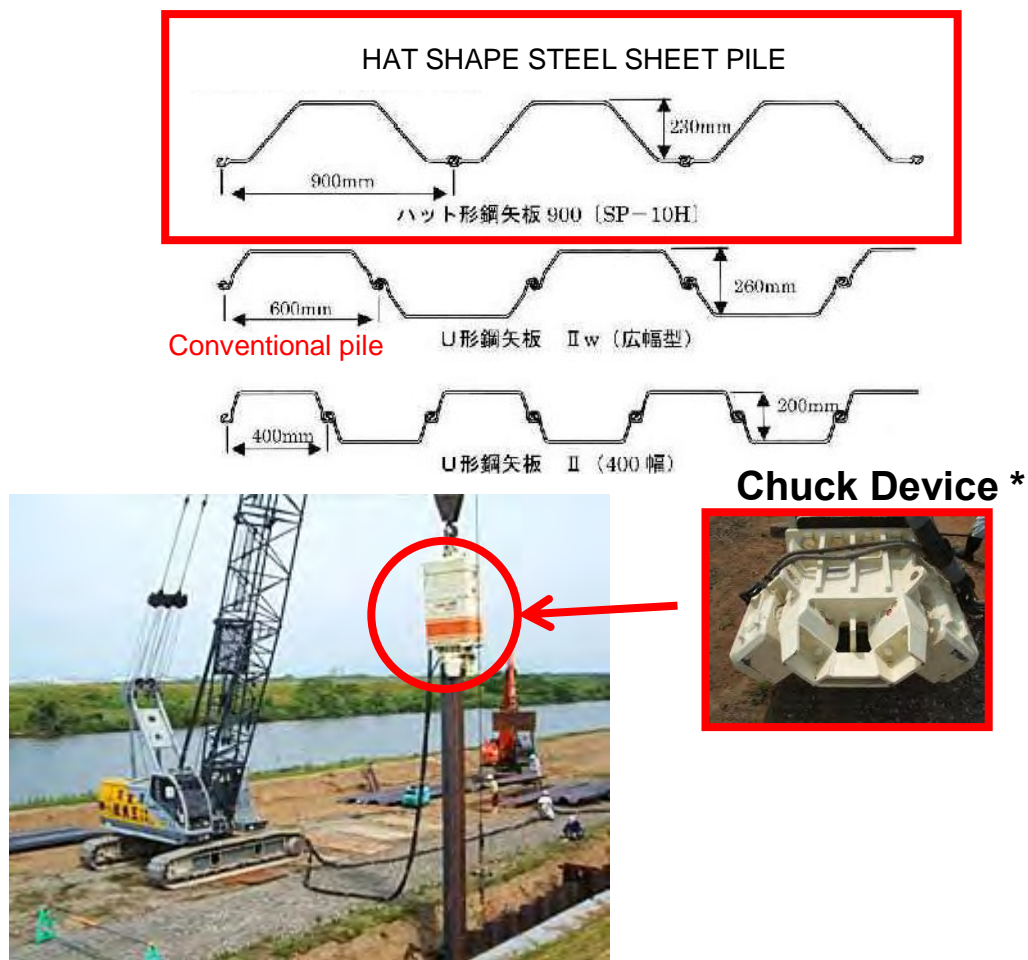 HAT SHAPE STEEL SHEET PILE
230mm
900mm
ハット形鋼矢板 900〔SP－10H〕
260mm
600mm
Conventional pile
U形鋼矢板 Ⅱw（広幅型）
200mm
400mm
U形鋼矢板 Ⅱ（400幅）
Chuck Device *